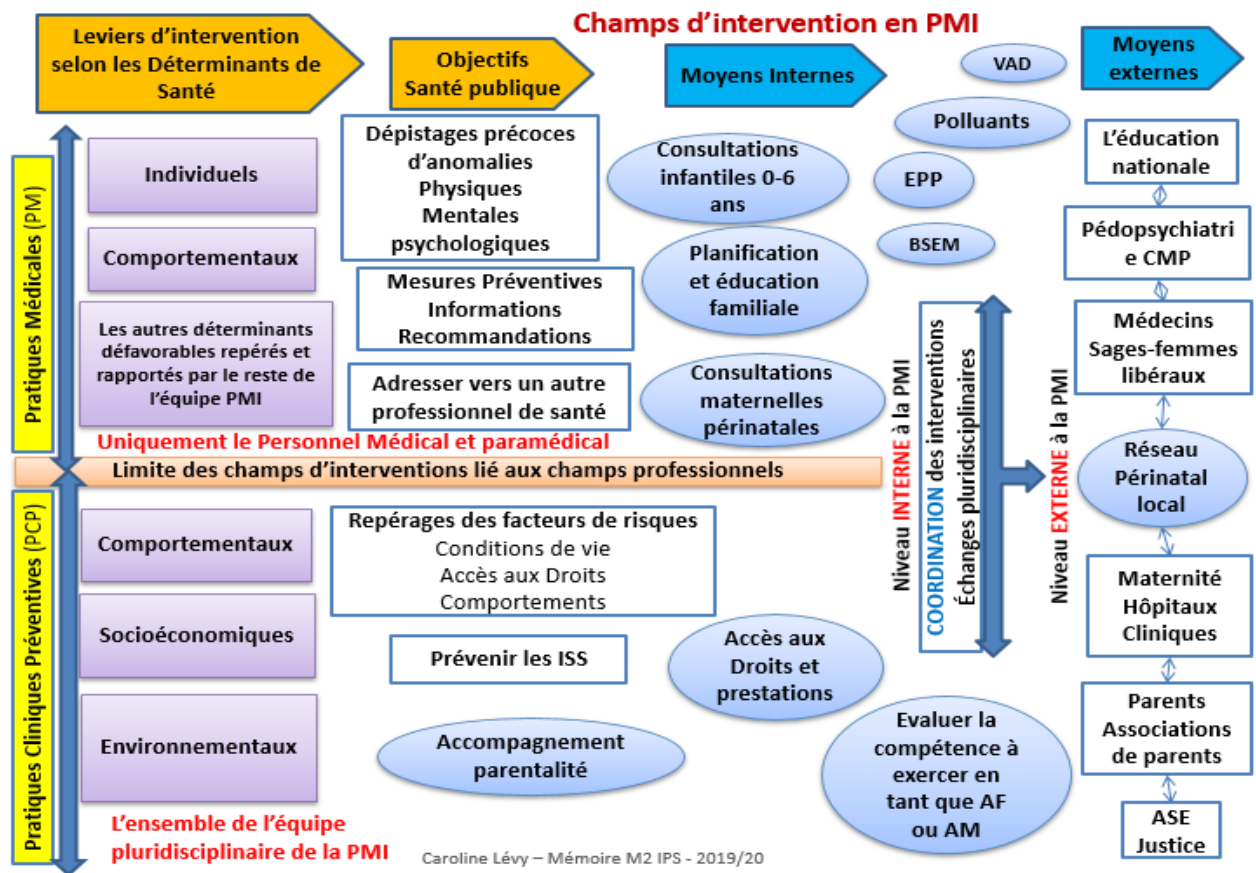 Champs d’intervention en PMI
Leviers d’intervention
selon les Déterminants de
Santé
Objectifs
Santé publique
Moyens Internes
Moyens
externes
Pratiques Médicales (PM)
Individuels
Comportementaux
Les autres déterminants
défavorables repérés et
rapportés par le reste de
l’équipe PMI
Dépistages précoces
d’anomalies
Physiques
Mentales
psychologiques
Mesures Préventives
Informations
Recommandations
Adresser vers un autre
professionnel de santé
Consultations
infantiles 0-6
ans
Planification
et éducation
familiale
Consultations
maternelles
périnatales
VAD
Polluants
EPP
BSEM
Uniquement le Personnel Médical et paramédical
Limite des champs d’interventions lié aux champs professionnels
Pratiques Cliniques Préventives (PCP)
Comportementaux
Socioéconomiques
Environnementaux
L’ensemble de l’équipe
pluridisciplinaire de la PMI
Repérages des facteurs de risques
Conditions de vie
Accès aux Droits
Comportements
Prévenir les ISS
Accompagnement
parentalité
Accès aux
Droits et
prestations
Evaluer la
compétence à
exercer en
tant que AF
ou AM
Niveau INTERNE à la PMI
COORDINATION des interventions
Échanges pluridisciplinaires
Niveau EXTERNE à la PMI
L’éducation
nationale
Pédopsychiatri
e CMP
Médecins
Sages-femmes
libéraux
Réseau
Périnatal
local
Maternité
Hôpitaux
Cliniques
Parents
Associations
de parents
ASE
Justice
Caroline Lévy – Mémoire M2 IPS - 2019/20